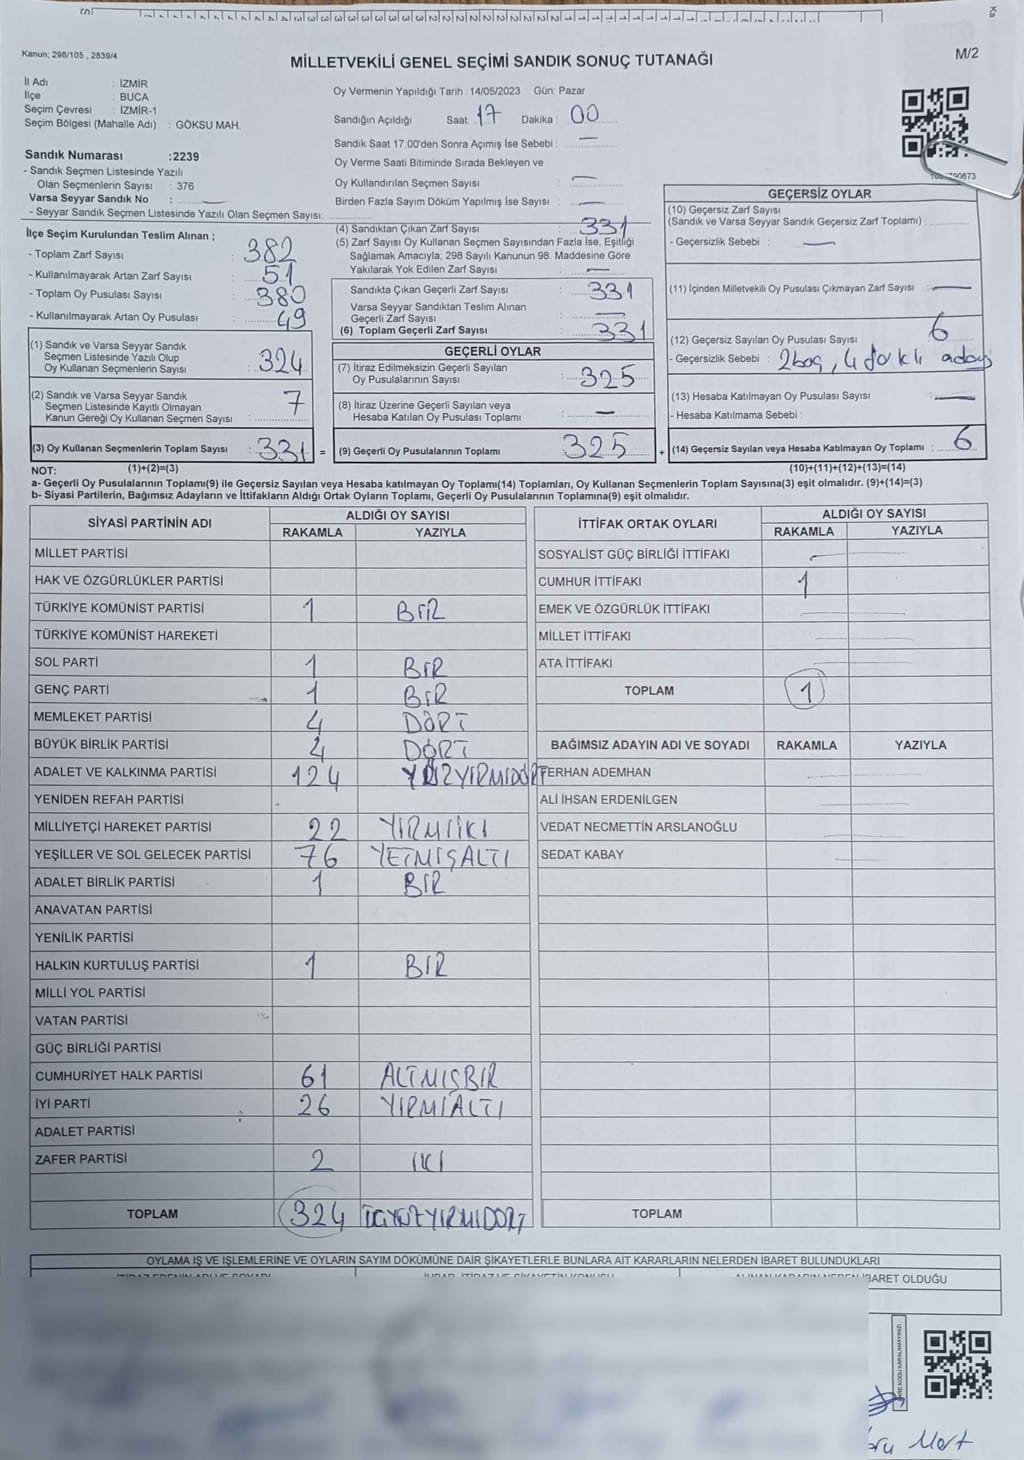 Kanun: 298/105 , 2839/4
MİLLETVEKİLİ GENEL SEÇİMİ SANDIK SONUÇ TUTANAĞI
M/2
İl Adı : İZMİR
İlçe : BUCA
Seçim Çevresi : İZMİR-1
Seçim Bölgesi (Mahalle Adı) : GÖKSU MAH.
Sandık Numarası :2239
- Sandık Seçmen Listesinde Yazılı
Olan Seçmenlerin Sayısı : 376
Varsa Seyyar Sandık No :
- Seyyar Sandık Seçmen Listesinde Yazılı Olan Seçmen Sayısı:
Oy Vermenin Yapıldığı Tarih :14/05/2023 Gün: Pazar
Sandığın Açıldığı Saat: 17 Dakika : 00
Sandık Saat 17:00'den Sonra Açımış İse Sebebi : —
Oy Verme Saati Bitiminde Sırada Bekleyen ve
Oy Kullandırılan Seçmen Sayısı : —
Birden Fazla Sayım Döküm Yapılmış İse Sayısı : —
İlçe Seçim Kurulundan Teslim Alınan ;
- Toplam Zarf Sayısı : 382
- Kullanılmayarak Artan Zarf Sayısı : 51
- Toplam Oy Pusulası Sayısı : 380
- Kullanılmayarak Artan Oy Pusulası : 49
(1) Sandık ve Varsa Seyyar Sandık
Seçmen Listesinde Yazılı Olup
Oy Kullanan Seçmenlerin Sayısı : 324
(2) Sandık ve Varsa Seyyar Sandık
Seçmen Listesinde Kayıtlı Olmayan
Kanun Gereği Oy Kullanan Seçmen Sayısı : 7
(3) Oy Kullanan Seçmenlerin Toplam Sayısı : 331 =
(4) Sandıktan Çıkan Zarf Sayısı : 331
(5) Zarf Sayısı Oy Kullanan Seçmen Sayısından Fazla İse, Eşitliği
Sağlamak Amacıyla; 298 Sayılı Kanunun 98. Maddesine Göre
Yakılarak Yok Edilen Zarf Sayısı : —
Sandıkta Çıkan Geçerli Zarf Sayısı : 331
Varsa Seyyar Sandıktan Teslim Alınan
Geçerli Zarf Sayısı : —
(6) Toplam Geçerli Zarf Sayısı : 331
GEÇERLİ OYLAR
(7) İtiraz Edilmeksizin Geçerli Sayılan
Oy Pusulalarının Sayısı : 325
(8) İtiraz Üzerine Geçerli Sayılan veya
Hesaba Katılan Oy Pusulası Toplamı : —
(9) Geçerli Oy Pusulalarının Toplamı : 325 +
GEÇERSİZ OYLAR
(10) Geçersiz Zarf Sayısı
(Sandık ve Varsa Seyyar Sandık Geçersiz Zarf Toplamı) :
- Geçersizlik Sebebi : —
(11) İçinden Milletvekili Oy Pusulası Çıkmayan Zarf Sayısı : —
(12) Geçersiz Sayılan Oy Pusulası Sayısı : 6
- Geçersizlik Sebebi : 2 boş, 4 farklı aday
(13) Hesaba Katılmayan Oy Pusulası Sayısı : —
- Hesaba Katılmama Sebebi :
(14) Geçersiz Sayılan veya Hesaba Katılmayan Oy Toplamı : 6
NOT: (1)+(2)=(3) (10)+(11)+(12)+(13)=(14)
a- Geçerli Oy Pusulalarının Toplamı(9) ile Geçersiz Sayılan veya Hesaba katılmayan Oy Toplamı(14) Toplamları, Oy Kullanan Seçmenlerin Toplam Sayısına(3) eşit olmalıdır. (9)+(14)=(3)
b- Siyasi Partilerin, Bağımsız Adayların ve İttifakların Aldığı Ortak Oyların Toplamı, Geçerli Oy Pusulalarının Toplamına(9) eşit olmalıdır.
SİYASİ PARTİNİN ADI ALDIĞI OY SAYISI
RAKAMLA YAZIYLA
MİLLET PARTİSİ
HAK VE ÖZGÜRLÜKLER PARTİSİ
TÜRKİYE KOMÜNİST PARTİSİ 1 BİR
TÜRKİYE KOMÜNİST HAREKETİ
SOL PARTİ 1 BİR
GENÇ PARTİ 1 BİR
MEMLEKET PARTİSİ 4 DÖRT
BÜYÜK BİRLİK PARTİSİ 4 DÖRT
ADALET VE KALKINMA PARTİSİ 124 YÜZYİRMİDÖRT
YENİDEN REFAH PARTİSİ
MİLLİYETÇİ HAREKET PARTİSİ 22 YİRMİİKİ
YEŞİLLER VE SOL GELECEK PARTİSİ 76 YETMİŞALTI
ADALET BİRLİK PARTİSİ 1 BİR
ANAVATAN PARTİSİ
YENİLİK PARTİSİ
HALKIN KURTULUŞ PARTİSİ 1 BİR
MİLLİ YOL PARTİSİ
VATAN PARTİSİ
GÜÇ BİRLİĞİ PARTİSİ
CUMHURİYET HALK PARTİSİ 61 ALTMIŞBİR
İYİ PARTİ 26 YİRMİALTI
ADALET PARTİSİ
ZAFER PARTİSİ 2 İKİ
TOPLAM 324 ÜÇYÜZYİRMİDÖRT
İTTİFAK ORTAK OYLARI ALDIĞI OY SAYISI
RAKAMLA YAZIYLA
SOSYALİST GÜÇ BİRLİĞİ İTTİFAKI —
CUMHUR İTTİFAKI 1
EMEK VE ÖZGÜRLÜK İTTİFAKI —
MİLLET İTTİFAKI —
ATA İTTİFAKI —
TOPLAM 1
BAĞIMSIZ ADAYIN ADI VE SOYADI RAKAMLA YAZIYLA
FERHAN ADEMHAN —
ALİ İHSAN ERDENİLGEN —
VEDAT NECMETTİN ARSLANOĞLU —
SEDAT KABAY —
TOPLAM
OYLAMA İŞ VE İŞLEMLERİNE VE OYLARIN SAYIM DÖKÜMÜNE DAİR ŞİKAYETLERLE BUNLARA AİT KARARLARIN NELERDEN İBARET BULUNDUKLARI
BARET OLDUĞU
Mert